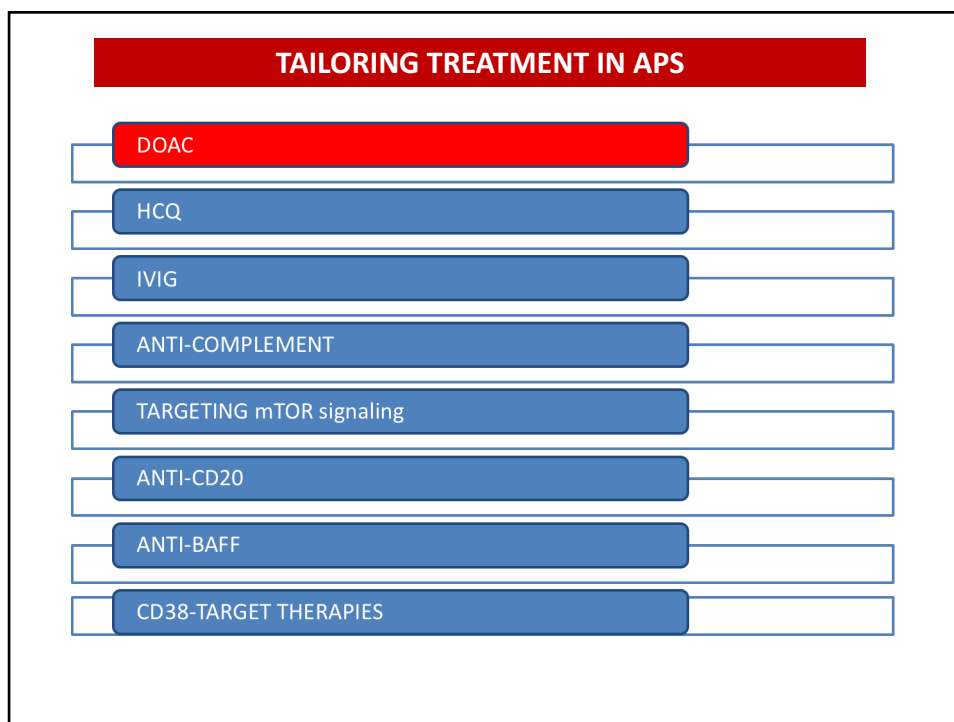 TAILORING TREATMENT IN APS
DOAC
HCQ
IVIG
ANTI-COMPLEMENT
TARGETING mTOR signaling
ANTI-CD20
ANTI-BAFF
CD38-TARGET THERAPIES